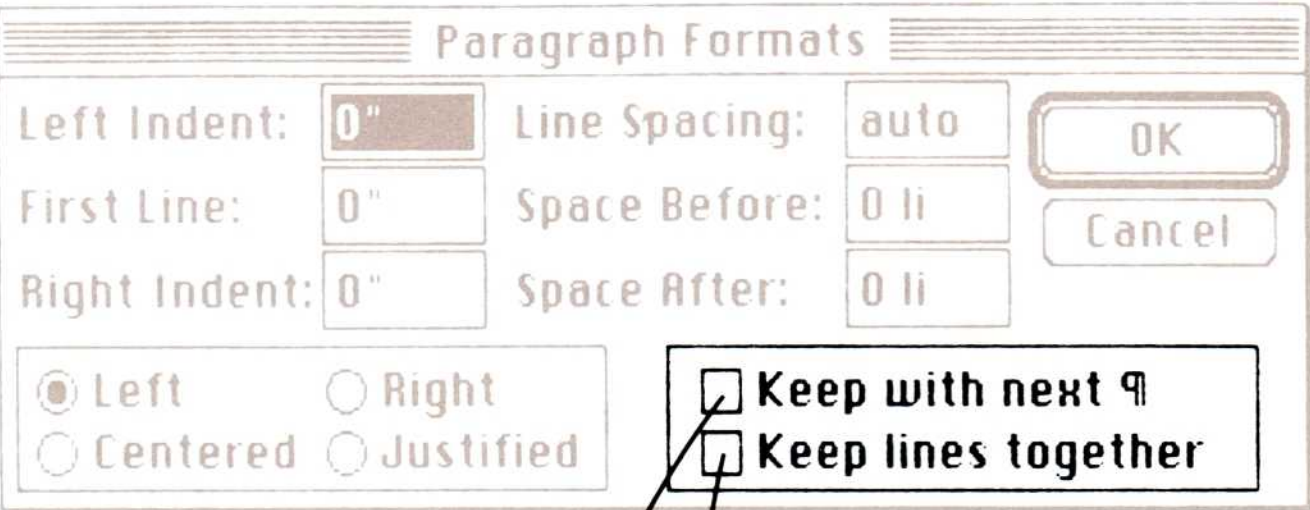 Paragraph Formats
Left Indent: 0" Line Spacing: auto OK
First Line: 0" Space Before: 0 li Cancel
Right Indent: 0" Space After: 0 li
Left Right
Centered Justified
Keep with next ¶
Keep lines together